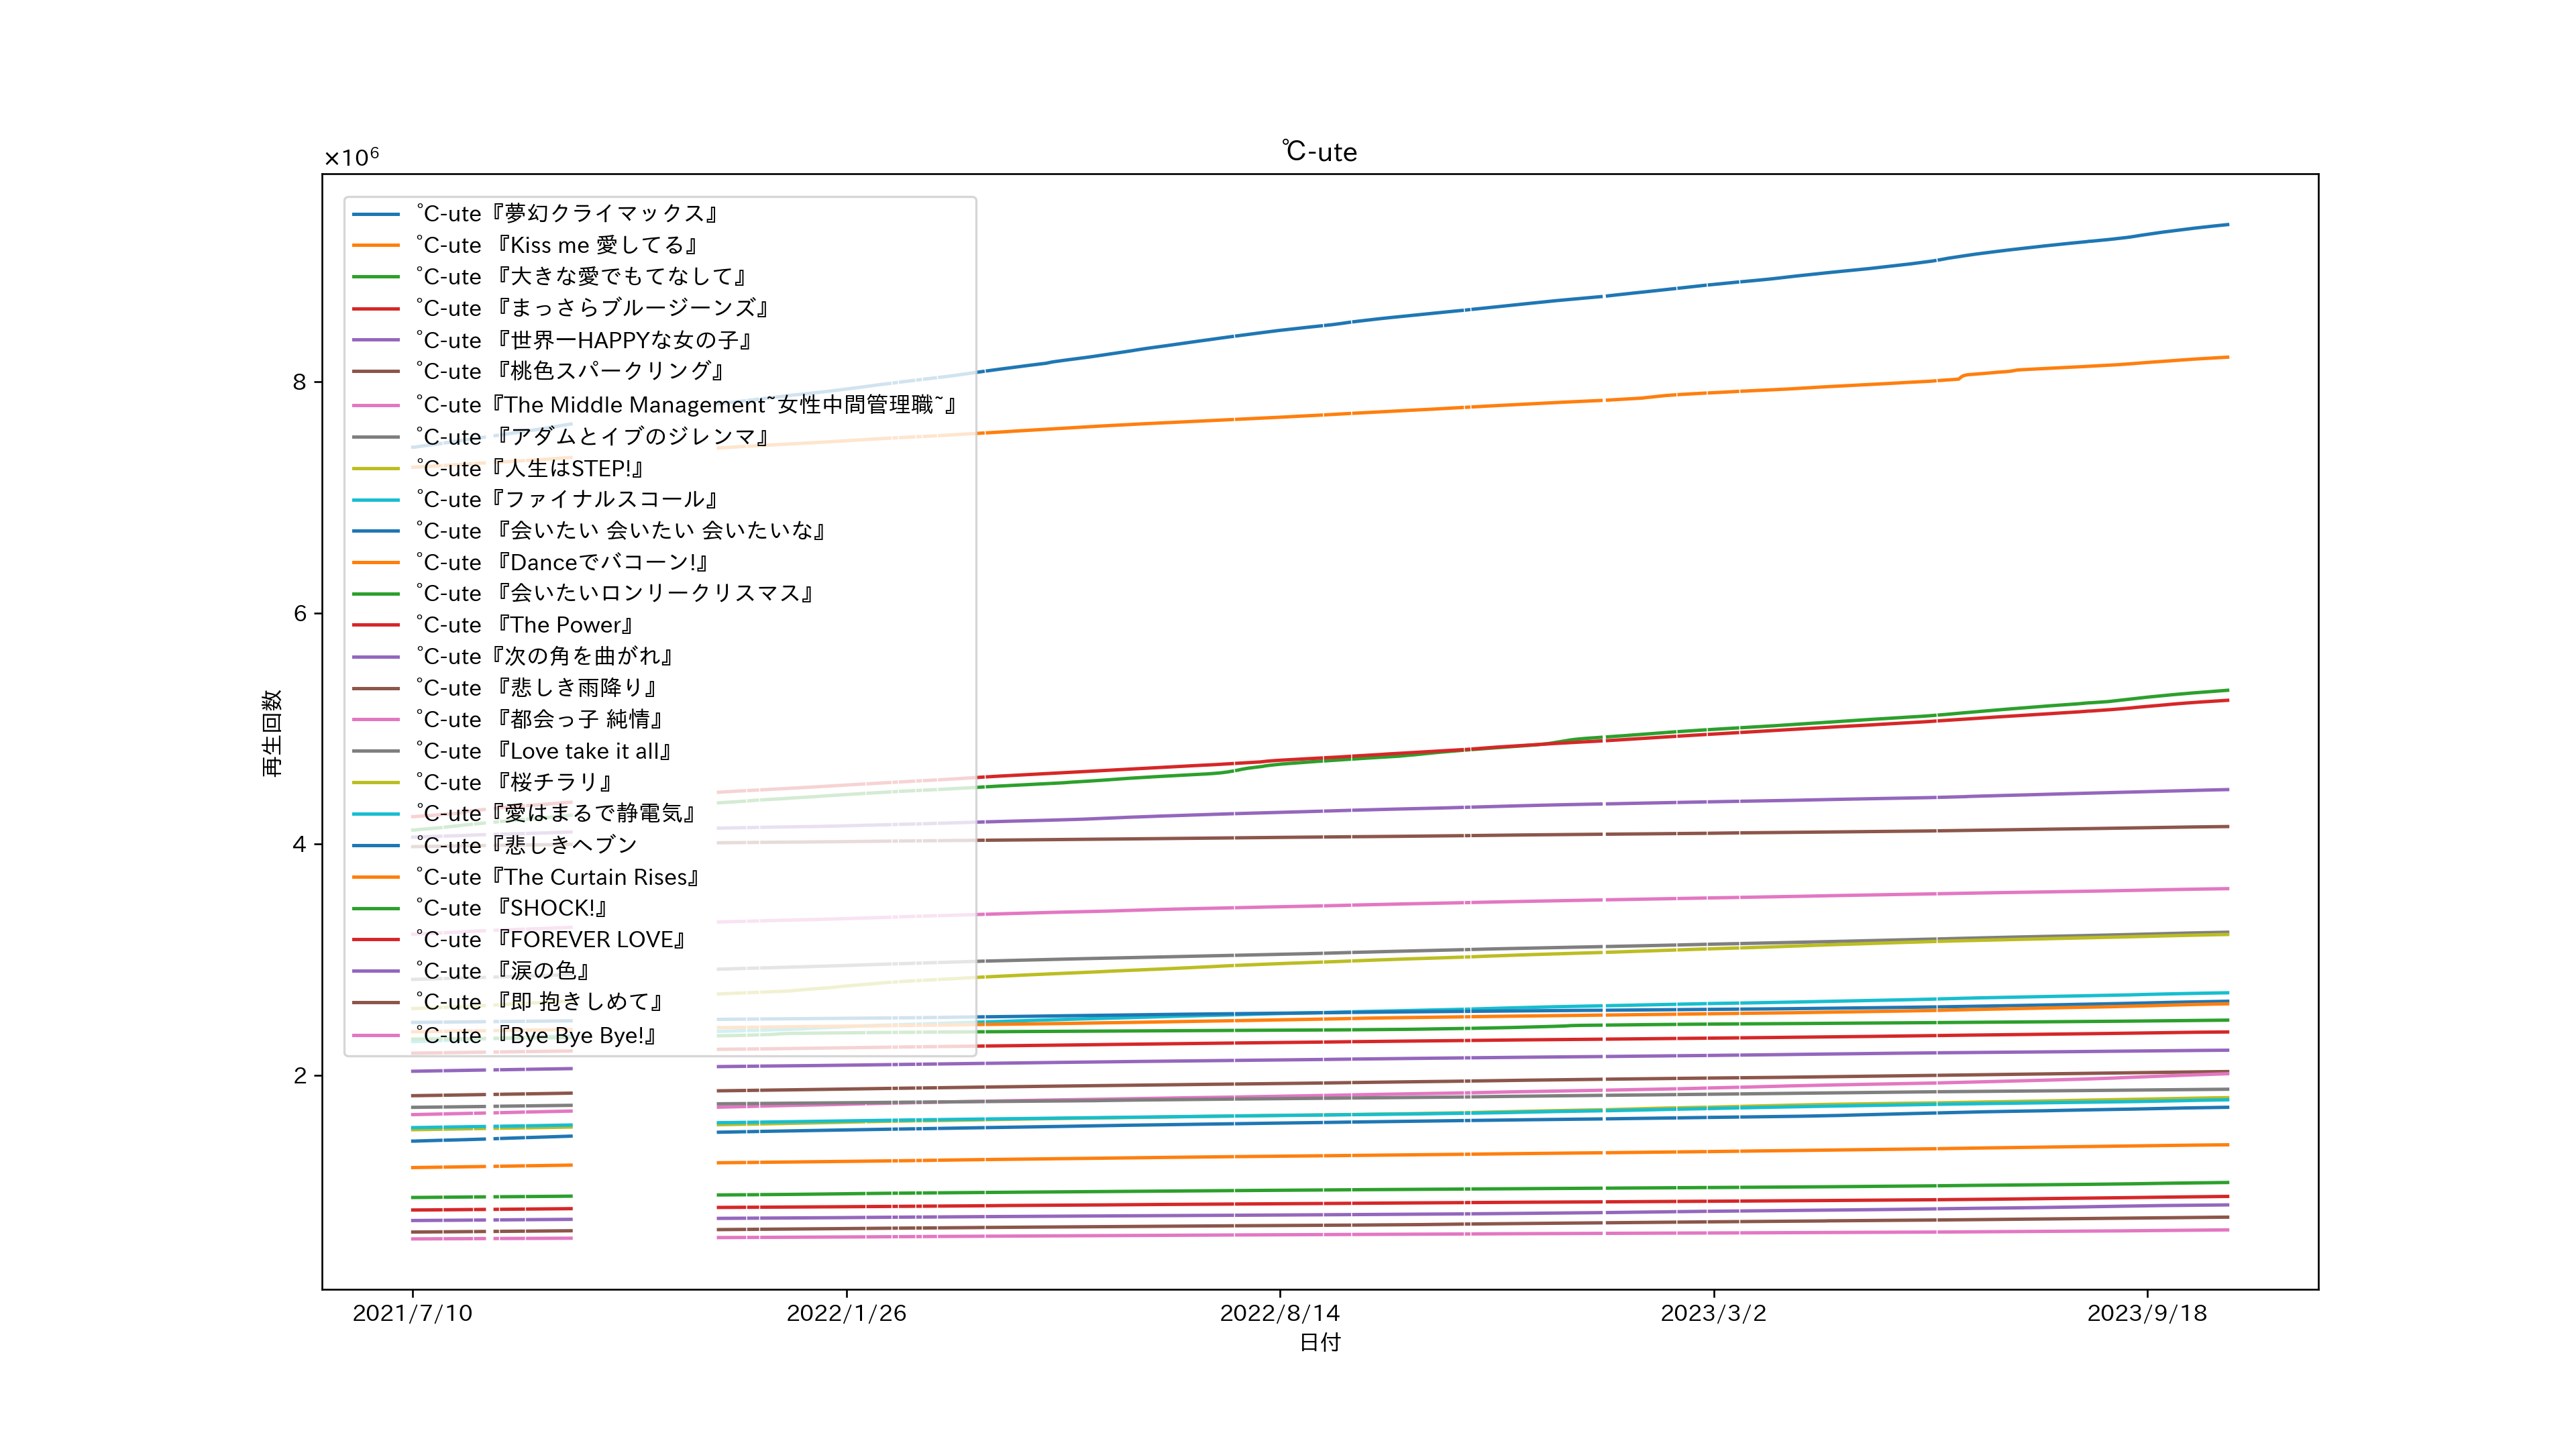 ℃-ute
×10⁶
°C-ute『夢幻クライマックス』
°C-ute 『Kiss me 愛してる』
°C-ute 『大きな愛でもてなして』
°C-ute 『まっさらブルージーンズ』
°C-ute 『世界一HAPPYな女の子』
°C-ute 『桃色スパークリング』
°C-ute『The Middle Management~女性中間管理職~』
°C-ute『アダムとイブのジレンマ』
°C-ute『人生はSTEP!』
°C-ute『ファイナルスコール』
°C-ute 『会いたい 会いたい 会いたいな』
°C-ute 『Danceでバコーン!』
°C-ute 『会いたいロンリークリスマス』
°C-ute 『The Power』
°C-ute『次の角を曲がれ』
°C-ute 『悲しき雨降り』
°C-ute 『都会っ子 純情』
°C-ute 『Love take it all』
°C-ute 『桜チラリ』
°C-ute『愛はまるで静電気』
°C-ute『悲しきヘブン
°C-ute『The Curtain Rises』
°C-ute 『SHOCK!』
°C-ute 『FOREVER LOVE』
°C-ute 『涙の色』
°C-ute 『即 抱きしめて』
°C-ute 『Bye Bye Bye!』
8
6
4
2
再生回数
2021/7/10
2022/1/26
2022/8/14
2023/3/2
2023/9/18
日付